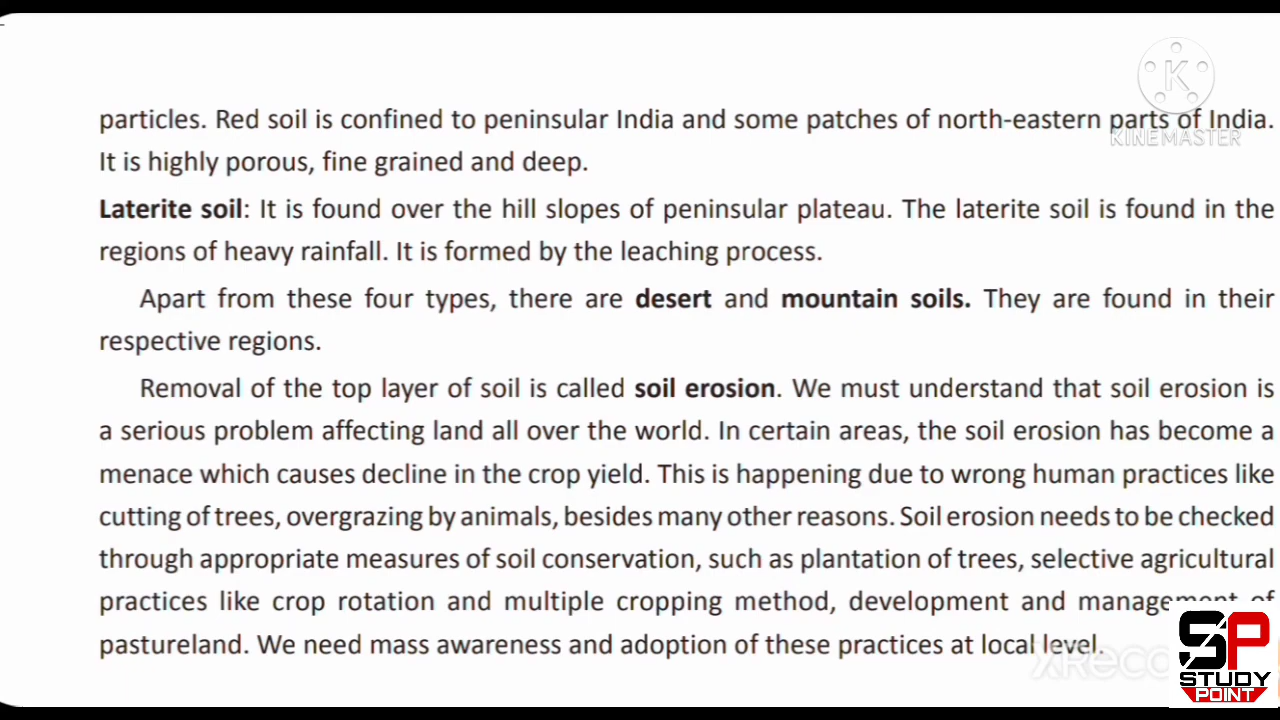 K
KINEMASTER
particles. Red soil is confined to peninsular India and some patches of north-eastern parts of India.
It is highly porous, fine grained and deep.
Laterite soil: It is found over the hill slopes of peninsular plateau. The laterite soil is found in the
regions of heavy rainfall. It is formed by the leaching process.
Apart from these four types, there are desert and mountain soils. They are found in their
respective regions.
Removal of the top layer of soil is called soil erosion. We must understand that soil erosion is
a serious problem affecting land all over the world. In certain areas, the soil erosion has become a
menace which causes decline in the crop yield. This is happening due to wrong human practices like
cutting of trees, overgrazing by animals, besides many other reasons. Soil erosion needs to be checked
through appropriate measures of soil conservation, such as plantation of trees, selective agricultural
practices like crop rotation and multiple cropping method, development and management of
pastureland. We need mass awareness and adoption of these practices at local level.
SP
STUDY
POINT